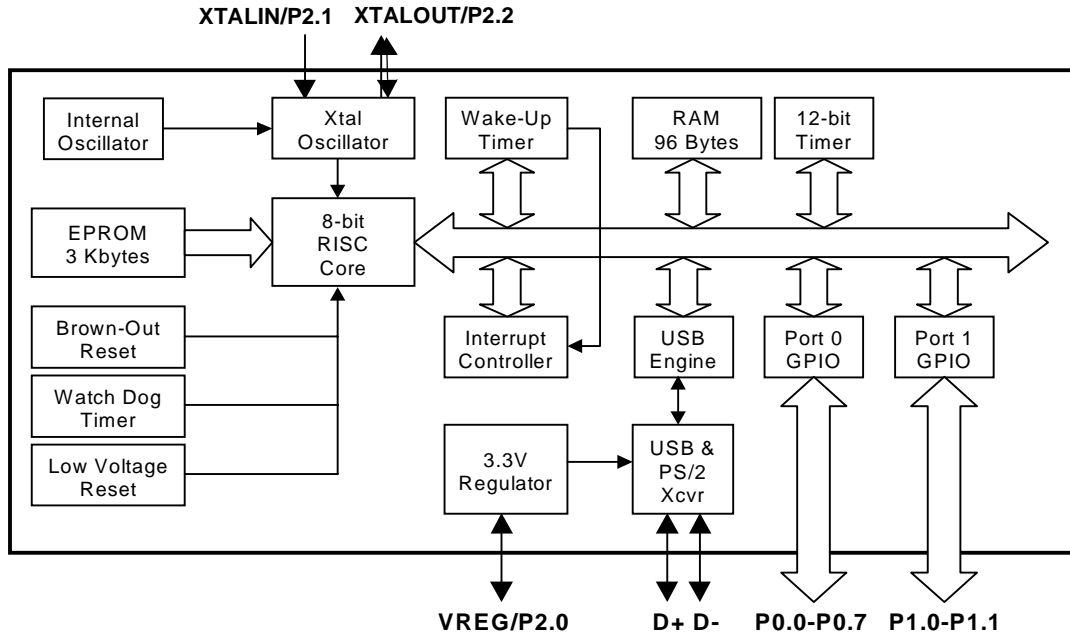 XTALIN/P2.1 XTALOUT/P2.2
Internal
Oscillator
Xtal
Oscillator
Wake-Up
Timer
RAM
96 Bytes
12-bit
Timer
EPROM
3 Kbytes
8-bit
RISC
Core
Brown-Out
Reset
Interrupt
Controller
USB
Engine
Port 0
GPIO
Port 1
GPIO
Watch Dog
Timer
Low Voltage
Reset
3.3V
Regulator
USB &
PS/2
Xcvr
VREG/P2.0 D+ D- P0.0-P0.7 P1.0-P1.1